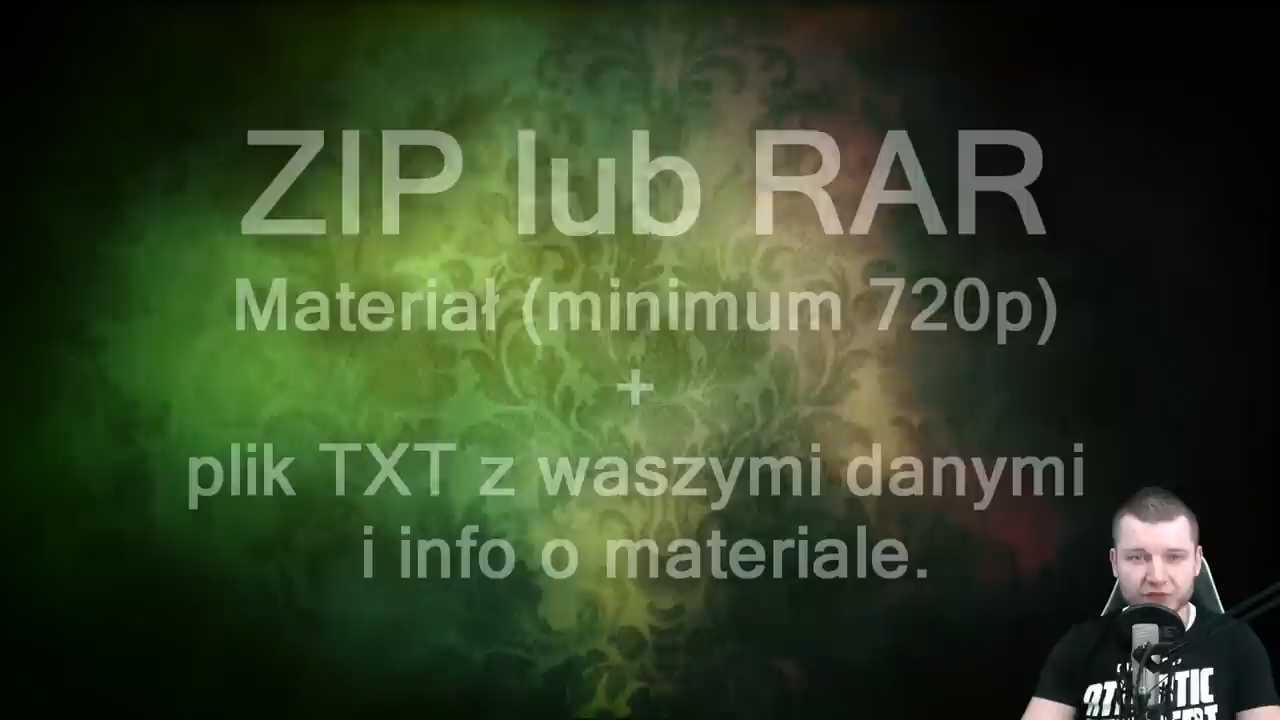 ZIP lub RAR
Materiał (minimum 720p)
+
plik TXT z waszymi danymi
i info o materiale.